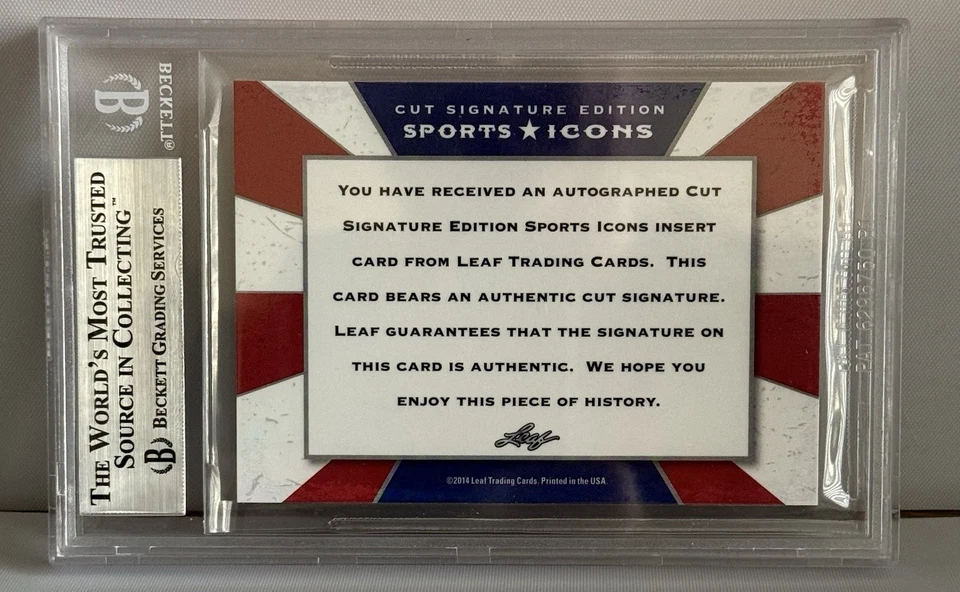 BECKETT®
B
THE WORLD'S MOST TRUSTED
SOURCE IN COLLECTING™
B BECKETT GRADING SERVICES
CUT SIGNATURE EDITION
SPORTS★ICONS
YOU HAVE RECEIVED AN AUTOGRAPHED CUT
SIGNATURE EDITION SPORTS ICONS INSERT
CARD FROM LEAF TRADING CARDS. THIS
CARD BEARS AN AUTHENTIC CUT SIGNATURE.
LEAF GUARANTEES THAT THE SIGNATURE ON
THIS CARD IS AUTHENTIC. WE HOPE YOU
ENJOY THIS PIECE OF HISTORY.
Leaf
©2014 Leaf Trading Cards. Printed in the USA